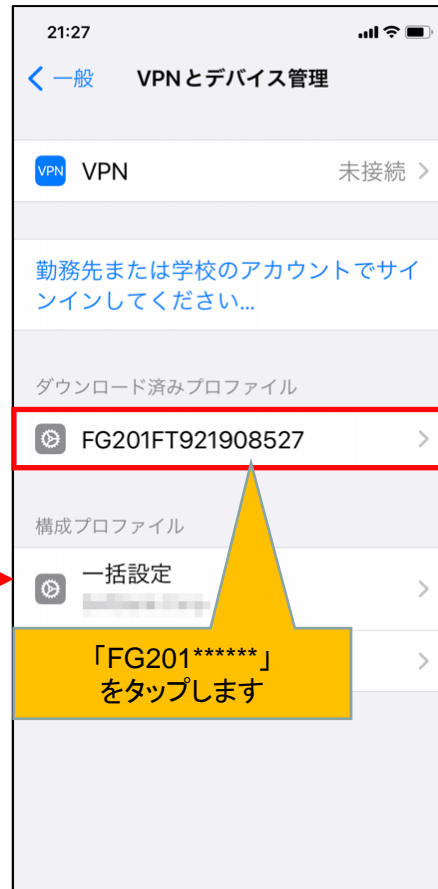 21:27
一般
VPNとデバイス管理
VPN
VPN
未接続
勤務先または学校のアカウントでサイ
ンインしてください...
ダウンロード済みプロファイル
FG201FT921908527
構成プロファイル
一括設定
「FG201******」
をタップします